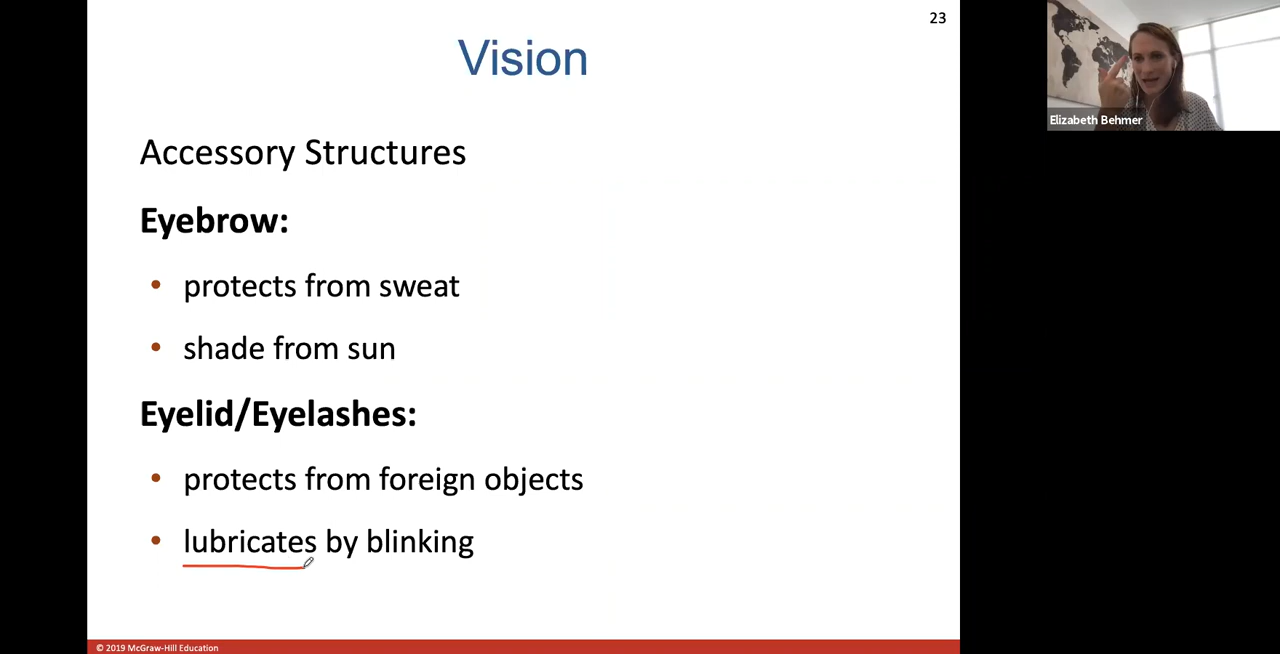 23
Vision
Elizabeth Behmer
Accessory Structures
Eyebrow:
• protects from sweat
• shade from sun
Eyelid/Eyelashes:
• protects from foreign objects
• lubricates by blinking
© 2019 McGraw-Hill Education